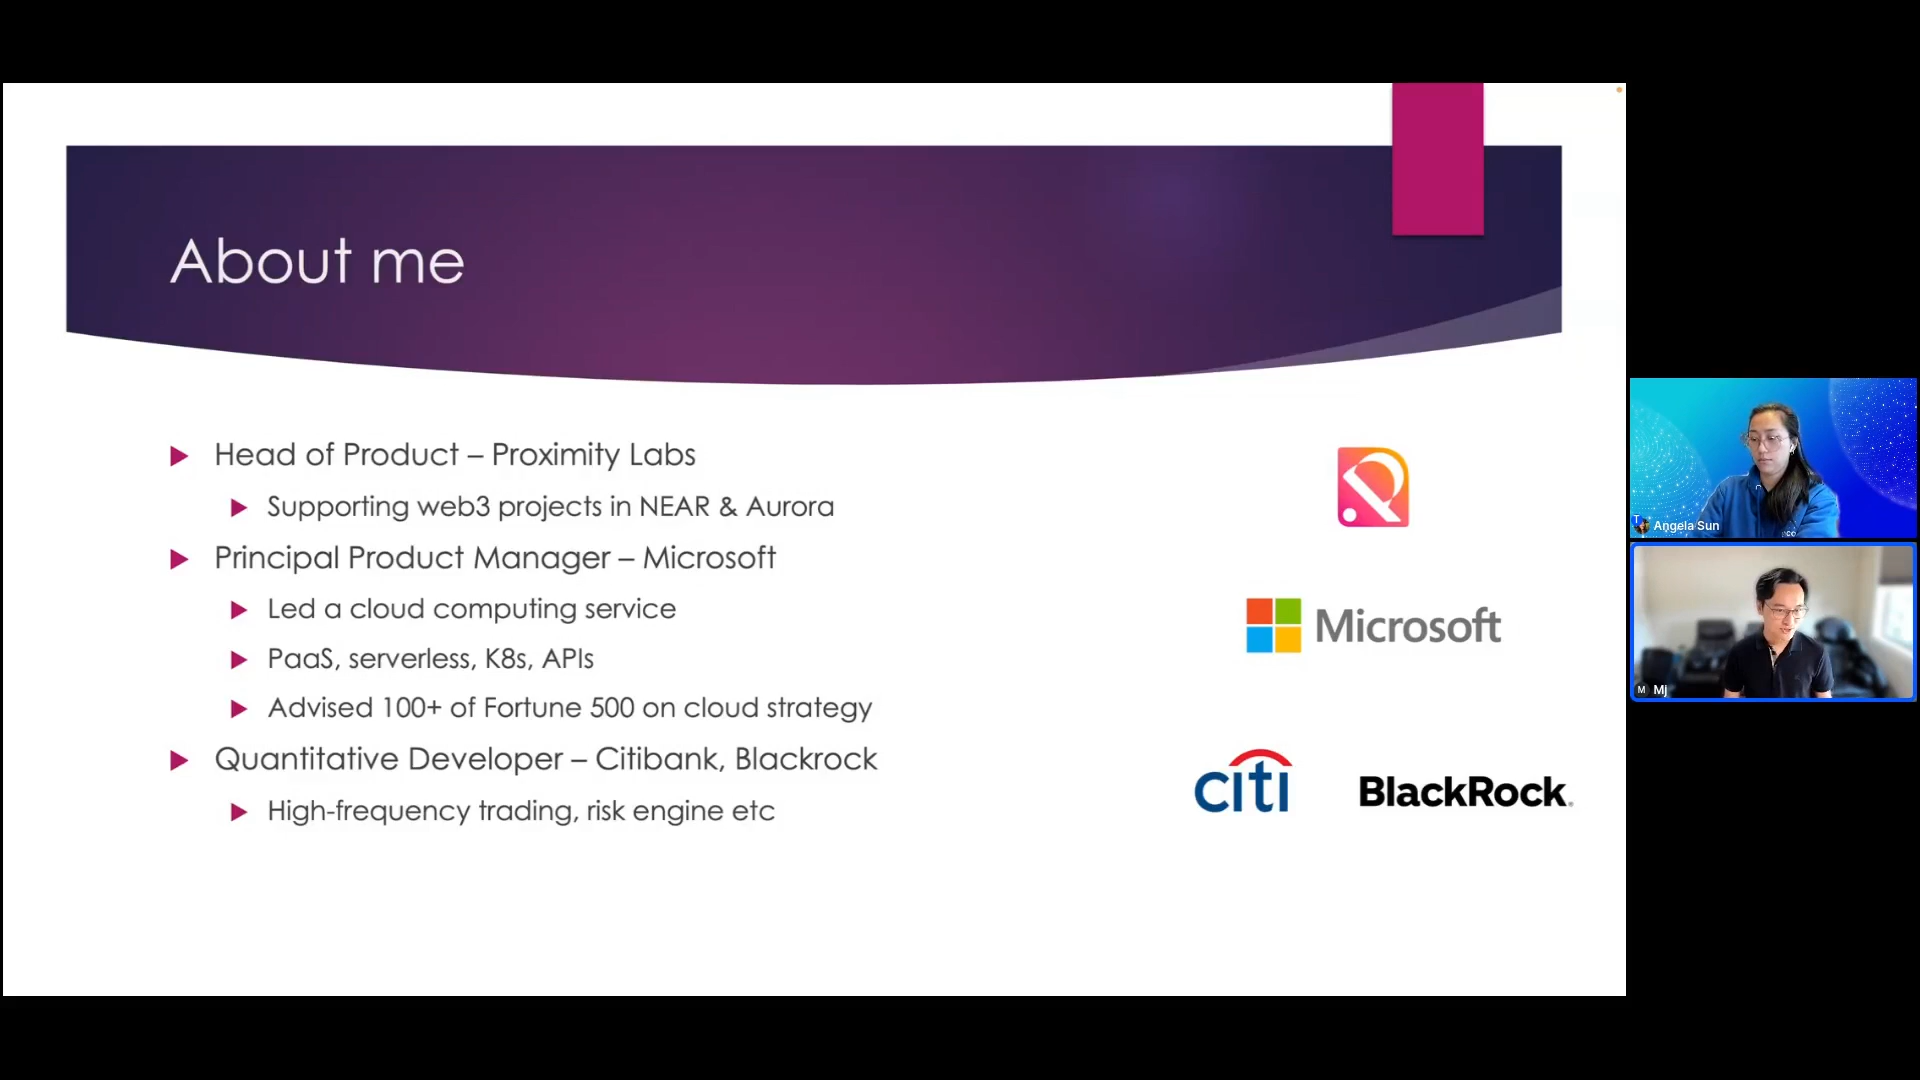 About me
Head of Product – Proximity Labs
Supporting web3 projects in NEAR & Aurora
Principal Product Manager – Microsoft
Led a cloud computing service
PaaS, serverless, K8s, APIs
Advised 100+ of Fortune 500 on cloud strategy
Quantitative Developer – Citibank, Blackrock
High-frequency trading, risk engine etc
Microsoft
citi
BlackRock.
T
Angela Sun
M Mj